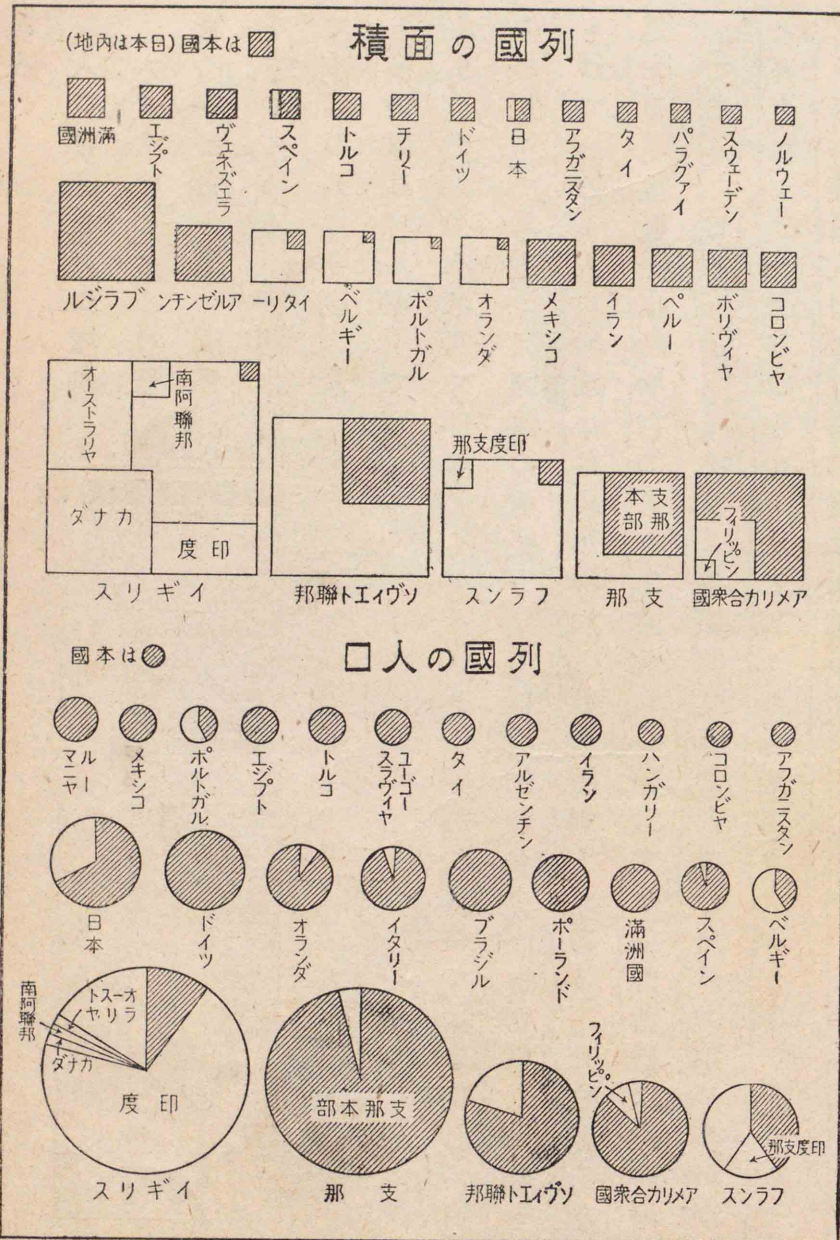 列國の面積
は本國(日本は內地)
ノルウェー
スウェーデン
パラグァイ
タイ
アフガニスタン
日本
ドイツ
チリー
トルコ
スペイン
ヴェネズエラ
エジプト
滿洲國
コロンビヤ
ボリヴィヤ
ペルー
イラン
メキシコ
オランダ
ポルトガル
ベルギー
イタリー
アルゼンチン
ブラジル
フィリッピン
アメリカ合衆國
支那
本部
支那
印度支那
フランス
ソヴィエト聯邦
南阿聯邦
オーストラリヤ
カナダ
印度
イギリス
列國の人口
は本國
アフガニスタン
コロンビヤ
ハンガリー
イラン
アルゼンチン
タイ
ユーゴー
スラヴィヤ
トルコ
エジプト
ポルトガル
メキシコ
ルー
マニヤ
ベルギー
スペイン
滿洲國
ポーランド
ブラジル
イタリー
オランダ
ドイツ
日本
印度支那
フランス
フィリッピン
アメリカ合衆國
ソヴィエト聯邦
支那本部
支那
オースト
ラリヤ
南阿聯邦
カナダ
印度
イギリス